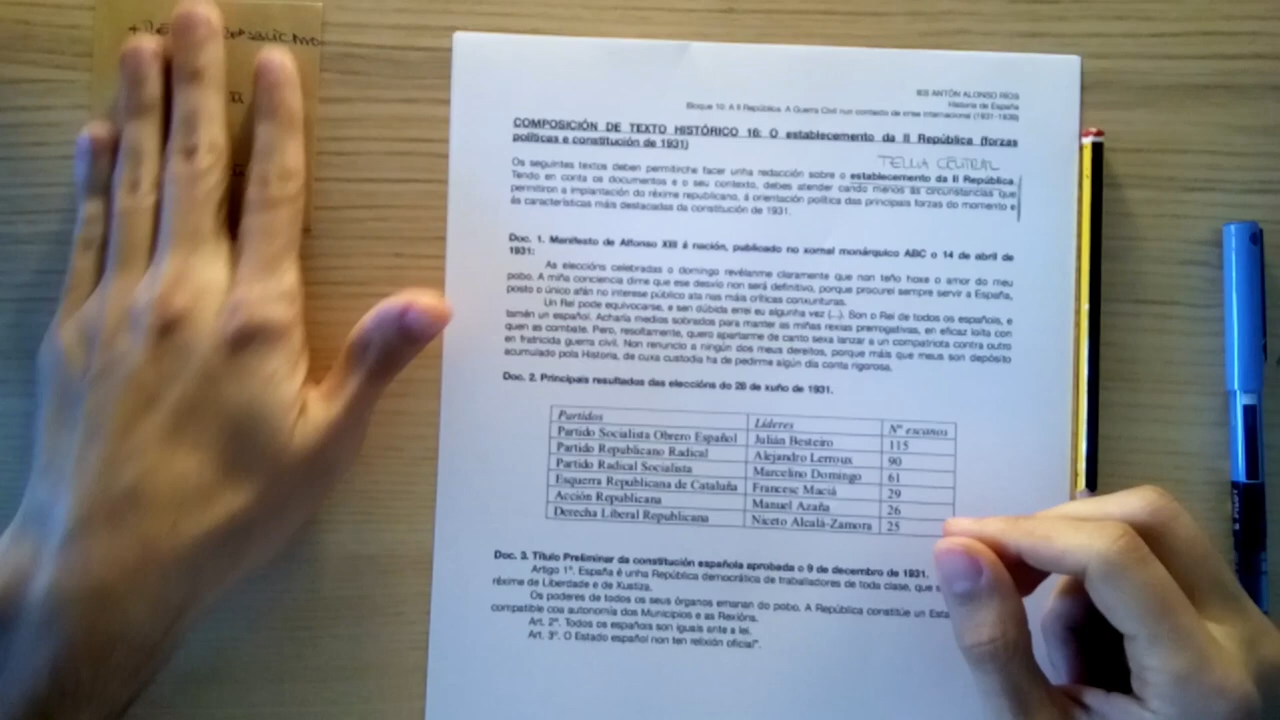 REPUBLICANO
IES ANTÓN ALONSO RÍOS
Historia de España
Bloque 10: A II República. A Guerra Civil nun contexto de crise internacional (1931-1939)
COMPOSICIÓN DE TEXTO HISTÓRICO 16: O establecemento da II República (forzas
políticas e constitución de 1931)
TEMA CENTRAL
Os seguintes textos deben permitirche facer unha redacción sobre o establecemento da II República.
Tendo en conta os documentos e o seu contexto, debes atender cando menos ás circunstancias que
permitiron a implantación do réxime republicano, á orientación política das principais forzas do momento e
ás características máis destacadas da constitución de 1931.
Doc. 1. Manifesto de Alfonso XIII á nación, publicado no xornal monárquico ABC o 14 de abril de
1931:
As eleccións celebradas o domingo revélanme claramente que non teño hoxe o amor do meu
pobo. A miña conciencia dime que ese desvío non será definitivo, porque procurei sempre servir a España,
posto o único afán no interese público ata nas máis críticas conxunturas.
Un Rei pode equivocarse, e sen dúbida errei eu algunha vez (...). Son o Rei de todos os españois, e
tamén un español. Acharía medios sobrados para manter as miñas rexias prerrogativas, en eficaz loita con
quen as combate. Pero, resoltamente, quero apartarme de canto sexa lanzar a un compatriota contra outro
en fratricida guerra civil. Non renuncio a ningún dos meus dereitos, porque máis que meus son depósito
acumulado pola Historia, de cuxa custodia ha de pedirme algún día conta rigorosa.
Doc. 2. Principais resultados das eleccións do 28 de xuño de 1931.
Partidos Líderes Nº escanos
Partido Socialista Obrero Español Julián Besteiro 115
Partido Republicano Radical Alejandro Lerroux 90
Partido Radical Socialista Marcelino Domingo 61
Esquerra Republicana de Cataluña Francesc Maciá 29
Acción Republicana Manuel Azaña 26
Derecha Liberal Republicana Niceto Alcalá-Zamora 25
Doc. 3. Título Preliminar da constitución española aprobada o 9 de decembro de 1931.
Artigo 1º. España é unha República democrática de traballadores de toda clase, que s
réxime de Liberdade e de Xustiza.
Os poderes de todos os seus órganos emanan do pobo. A República constitúe un Esta
compatible coa autonomía dos Municipios e as Rexións.
Art. 2º. Todos os españois son iguais ante a lei.
Art. 3º. O Estado español non ten relixión oficial".
PILOT